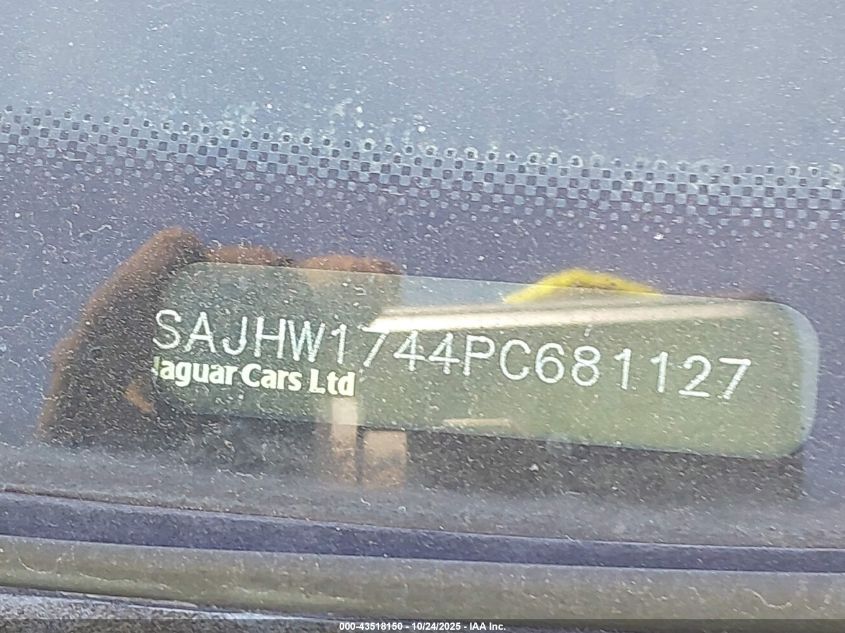 SAJHW1744PC681127
Jaguar Cars Ltd
000-43518150 - 10/24/2025 - IAA Inc.